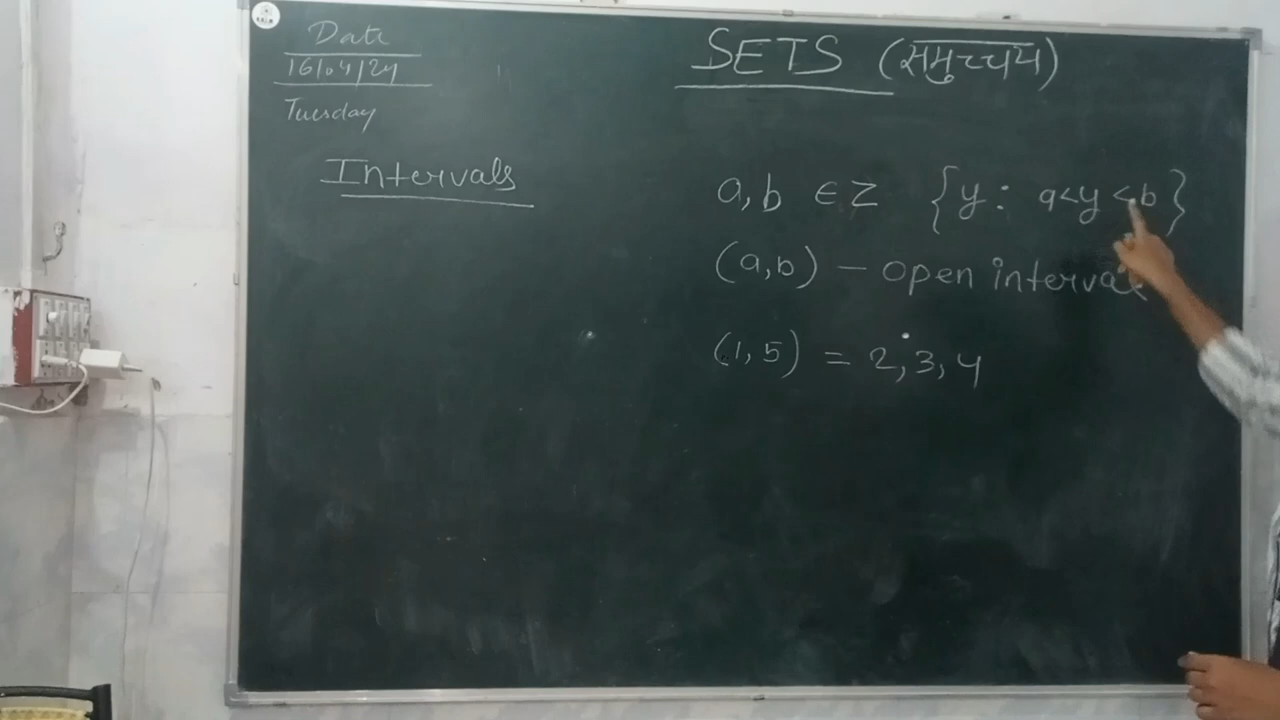 Date
16/04/24
Tuesday
SETS (समुच्चय)
Intervals
a,b ∈ Z {y : a<y<b}
(a,b) — open interval
(1,5) = 2,3,4